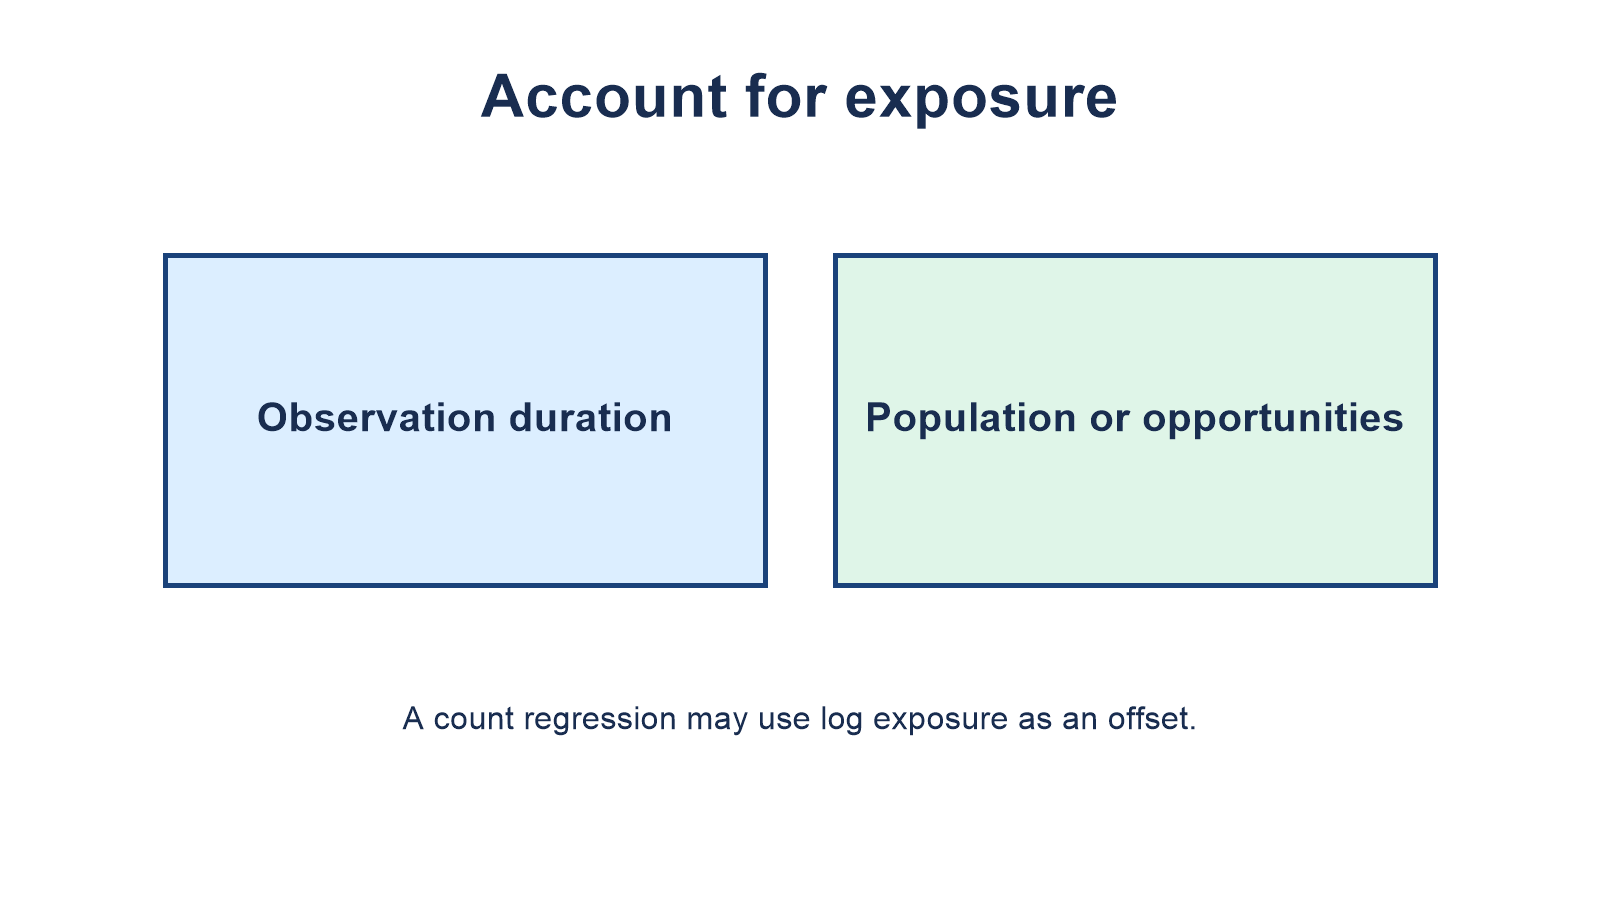 Account for exposure
Observation duration
Population or opportunities
A count regression may use log exposure as an offset.